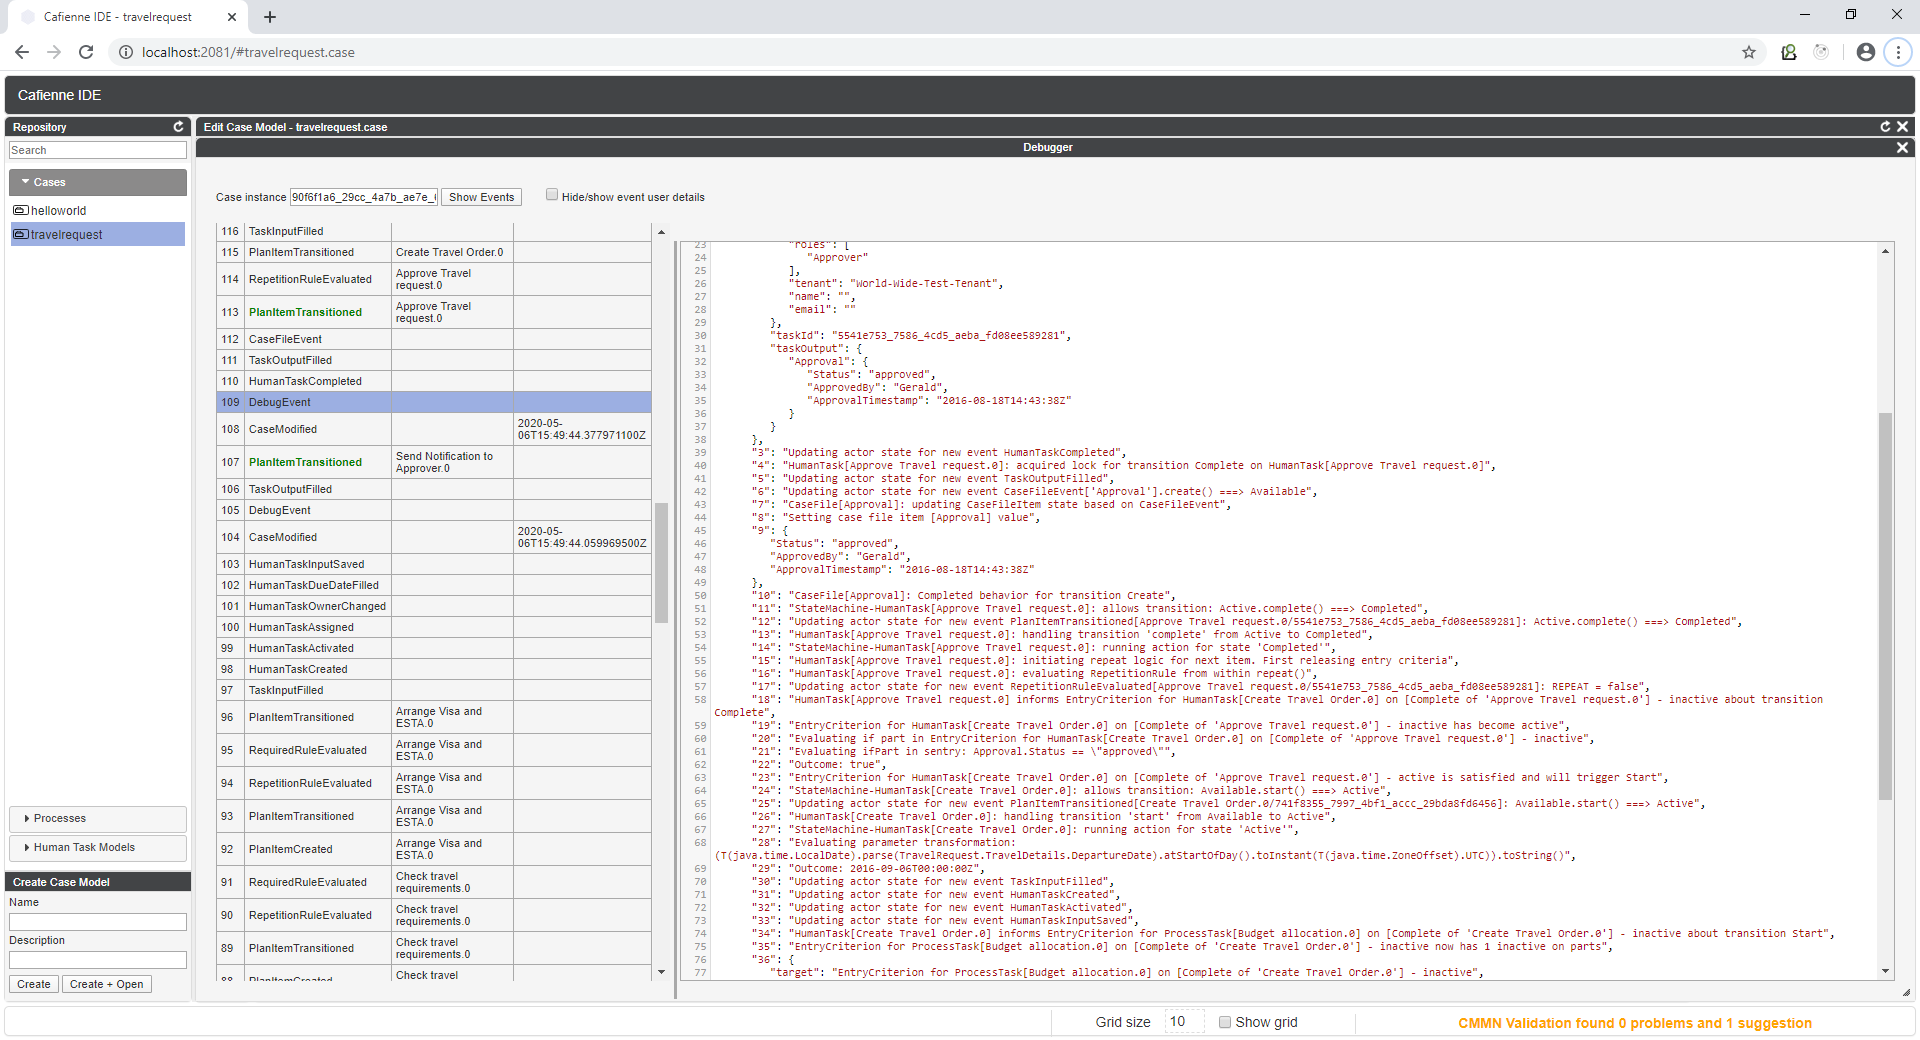 Cafienne IDE - travelrequest
localhost:2081/#travelrequest.case
Cafienne IDE
Repository
Search
Cases
helloworld
travelrequest
Processes
Human Task Models
Create Case Model
Name
Description
Create
Create + Open
Edit Case Model - travelrequest.case
Debugger
Case instance 90f6f1a6_29cc_4a7b_ae7e_ Show Events Hide/show event user details
116 TaskInputFilled
115 PlanItemTransitioned Create Travel Order.0
114 RepetitionRuleEvaluated Approve Travel
request.0
113 PlanItemTransitioned Approve Travel
request.0
112 CaseFileEvent
111 TaskOutputFilled
110 HumanTaskCompleted
109 DebugEvent
108 CaseModified 2020-05-
06T15:49:44.377971100Z
107 PlanItemTransitioned Send Notification to
Approver.0
106 TaskOutputFilled
105 DebugEvent
104 CaseModified 2020-05-
06T15:49:44.059969500Z
103 HumanTaskInputSaved
102 HumanTaskDueDateFilled
101 HumanTaskOwnerChanged
100 HumanTaskAssigned
99 HumanTaskActivated
98 HumanTaskCreated
97 TaskInputFilled
96 PlanItemTransitioned Arrange Visa and
ESTA.0
95 RequiredRuleEvaluated Arrange Visa and
ESTA.0
94 RepetitionRuleEvaluated Arrange Visa and
ESTA.0
93 PlanItemTransitioned Arrange Visa and
ESTA.0
92 PlanItemCreated Arrange Visa and
ESTA.0
91 RequiredRuleEvaluated Check travel
requirements.0
90 RepetitionRuleEvaluated Check travel
requirements.0
89 PlanItemTransitioned Check travel
requirements.0
88 PlanItemCreated Check travel
23 "roles": [
24 "Approver"
25 ],
26 "tenant": "World-Wide-Test-Tenant",
27 "name": "",
28 "email": ""
29 },
30 "taskId": "5541e753_7586_4cd5_aeba_fd08ee589281",
31 "taskOutput": {
32 "Approval": {
33 "Status": "approved",
34 "ApprovedBy": "Gerald",
35 "ApprovalTimestamp": "2016-08-18T14:43:38Z"
36 }
37 }
38 },
39 "3": "Updating actor state for new event HumanTaskCompleted",
40 "4": "HumanTask[Approve Travel request.0]: acquired lock for transition Complete on HumanTask[Approve Travel request.0]",
41 "5": "Updating actor state for new event TaskOutputFilled",
42 "6": "Updating actor state for new event CaseFileEvent['Approval'].create() ===> Available",
43 "7": "CaseFile[Approval]: updating CaseFileItem state based on CaseFileEvent",
44 "8": "Setting case file item [Approval] value",
45 "9": {
46 "Status": "approved",
47 "ApprovedBy": "Gerald",
48 "ApprovalTimestamp": "2016-08-18T14:43:38Z"
49 },
50 "10": "CaseFile[Approval]: Completed behavior for transition Create",
51 "11": "StateMachine-HumanTask[Approve Travel request.0]: allows transition: Active.complete() ===> Completed",
52 "12": "Updating actor state for new event PlanItemTransitioned[Approve Travel request.0/5541e753_7586_4cd5_aeba_fd08ee589281]: Active.complete() ===> Completed",
53 "13": "HumanTask[Approve Travel request.0]: handling transition 'complete' from Active to Completed",
54 "14": "StateMachine-HumanTask[Approve Travel request.0]: running action for state 'Completed'",
55 "15": "HumanTask[Approve Travel request.0]: initiating repeat logic for next item. First releasing entry criteria",
56 "16": "HumanTask[Approve Travel request.0]: evaluating RepetitionRule from within repeat()",
57 "17": "Updating actor state for new event RepetitionRuleEvaluated[Approve Travel request.0/5541e753_7586_4cd5_aeba_fd08ee589281]: REPEAT = false",
58 "18": "HumanTask[Approve Travel request.0] informs EntryCriterion for HumanTask[Create Travel Order.0] on [Complete of 'Approve Travel request.0'] - inactive about transition
Complete",
59 "19": "EntryCriterion for HumanTask[Create Travel Order.0] on [Complete of 'Approve Travel request.0'] - inactive has become active",
60 "20": "Evaluating if part in EntryCriterion for HumanTask[Create Travel Order.0] on [Complete of 'Approve Travel request.0'] - inactive",
61 "21": "Evaluating ifPart in sentry: Approval.Status == \"approved\"",
62 "22": "Outcome: true",
63 "23": "EntryCriterion for HumanTask[Create Travel Order.0] on [Complete of 'Approve Travel request.0'] - active is satisfied and will trigger Start",
64 "24": "StateMachine-HumanTask[Create Travel Order.0]: allows transition: Available.start() ===> Active",
65 "25": "Updating actor state for new event PlanItemTransitioned[Create Travel Order.0/741f8355_7997_4bf1_accc_29bda8fd6456]: Available.start() ===> Active",
66 "26": "HumanTask[Create Travel Order.0]: handling transition 'start' from Available to Active",
67 "27": "StateMachine-HumanTask[Create Travel Order.0]: running action for state 'Active'",
68 "28": "Evaluating parameter transformation:
(T(java.time.LocalDate).parse(TravelRequest.TravelDetails.DepartureDate).atStartOfDay().toInstant(T(java.time.ZoneOffset).UTC)).toString()",
69 "29": "Outcome: 2016-09-06T00:00:00Z",
70 "30": "Updating actor state for new event TaskInputFilled",
71 "31": "Updating actor state for new event HumanTaskCreated",
72 "32": "Updating actor state for new event HumanTaskActivated",
73 "33": "Updating actor state for new event HumanTaskInputSaved",
74 "34": "HumanTask[Create Travel Order.0] informs EntryCriterion for ProcessTask[Budget allocation.0] on [Complete of 'Create Travel Order.0'] - inactive about transition Start",
75 "35": "EntryCriterion for ProcessTask[Budget allocation.0] on [Complete of 'Create Travel Order.0'] - inactive now has 1 inactive on parts",
76 "36": {
77 "target": "EntryCriterion for ProcessTask[Budget allocation.0] on [Complete of 'Create Travel Order.0'] - inactive",
Grid size 10 Show grid
CMMN Validation found 0 problems and 1 suggestion